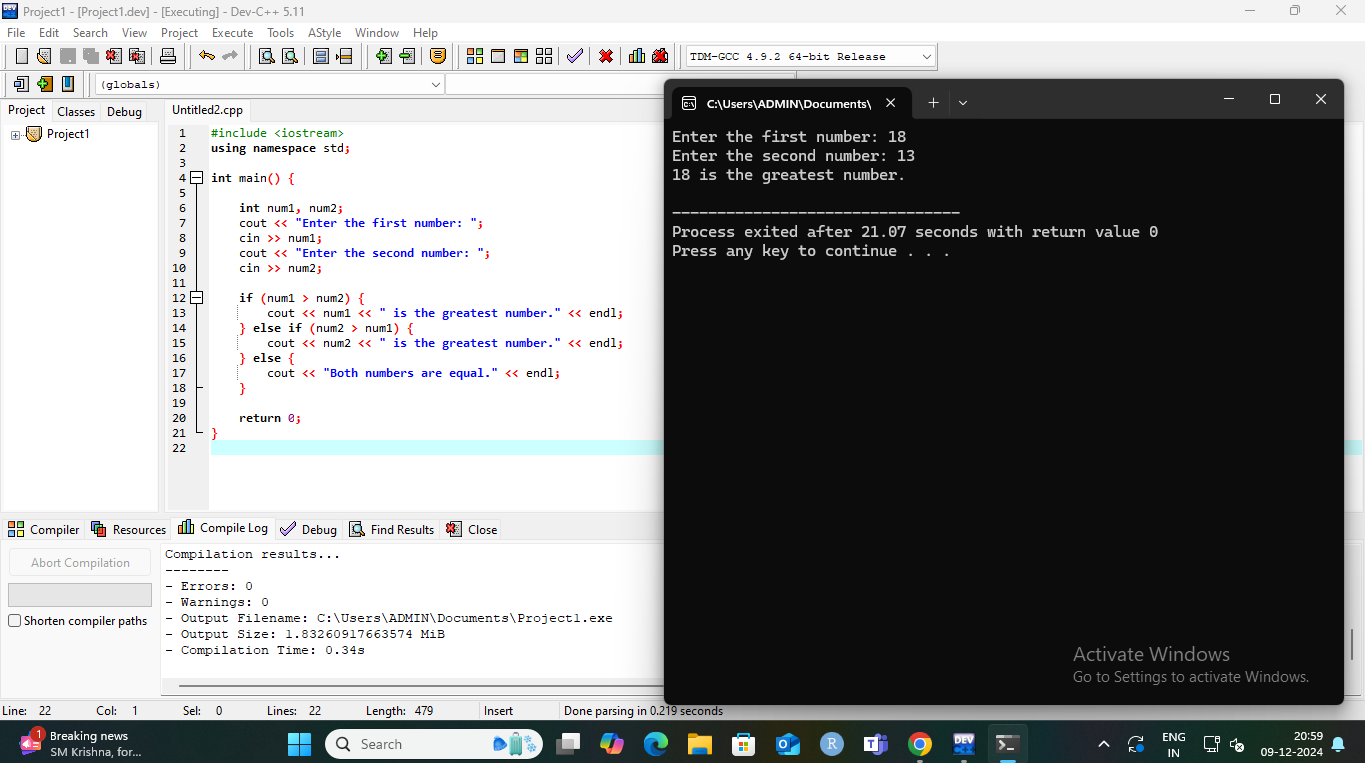 Project1 - [Project1.dev] - [Executing] - Dev-C++ 5.11
File Edit Search View Project Execute Tools AStyle Window Help
TDM-GCC 4.9.2 64-bit Release
(globals)
Project Classes Debug
Project1
Untitled2.cpp
1 #include <iostream>
2 using namespace std;
3
4 int main() {
5
6 int num1, num2;
7 cout << "Enter the first number: ";
8 cin >> num1;
9 cout << "Enter the second number: ";
10 cin >> num2;
11
12 if (num1 > num2) {
13 cout << num1 << " is the greatest number." << endl;
14 } else if (num2 > num1) {
15 cout << num2 << " is the greatest number." << endl;
16 } else {
17 cout << "Both numbers are equal." << endl;
18 }
19
20 return 0;
21 }
22
C:\Users\ADMIN\Documents\
Enter the first number: 18
Enter the second number: 13
18 is the greatest number.
--------------------------------
Process exited after 21.07 seconds with return value 0
Press any key to continue . . .
Activate Windows
Go to Settings to activate Windows.
Compiler Resources Compile Log Debug Find Results Close
Abort Compilation
Shorten compiler paths
Compilation results...
--------
- Errors: 0
- Warnings: 0
- Output Filename: C:\Users\ADMIN\Documents\Project1.exe
- Output Size: 1.83260917663574 MiB
- Compilation Time: 0.34s
Line: 22 Col: 1 Sel: 0 Lines: 22 Length: 479 Insert Done parsing in 0.219 seconds
1
Breaking news
SM Krishna, for...
Search
DEV
R
ENG
IN
20:59
09-12-2024